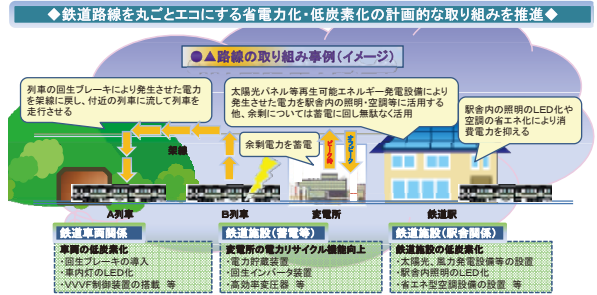 ◆鉄道路線を丸ごとエコにする省電力化・低炭素化の計画的な取り組みを推進◆
●▲路線の取り組み事例（イメージ）
列車の回生ブレーキにより発生させた電力
を架線に戻し、付近の列車に流して列車を
走行させる
太陽光パネル等再生可能エネルギー発電設備により
発生させた電力を駅舎内の照明・空調等に活用する
他、余剰については蓄電に回し無駄なく活用
駅舎内の照明のLED化や
空調の省エネ化により消
費電力を抑える
架線
余剰電力を蓄電
ピーク時
オフピーク
A列車
B列車
変電所
鉄道駅
鉄道車両関係
車両の低炭素化
・回生ブレーキの導入
・車内灯のLED化
・VVVF制御装置の搭載 等
鉄道施設（蓄電等）
変電所の電力リサイクル機能向上
・電力貯蔵装置
・回生インバータ装置
・高効率変圧器 等
鉄道施設（駅舎関係）
鉄道施設の低炭素化
・太陽光、風力発電設備等の設置
・駅舎内照明のLED化
・省エネ型空調設備の設置 等